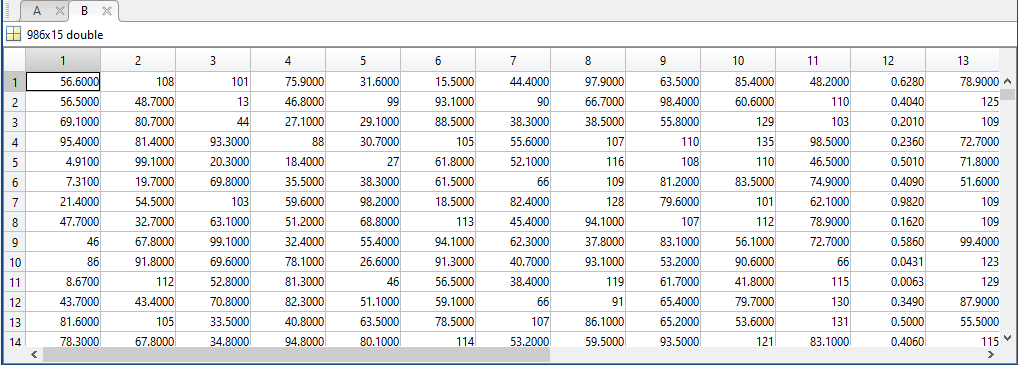 A B
986x15 double
1 2 3 4 5 6 7 8 9 10 11 12 13
1 56.6000 108 101 75.9000 31.6000 15.5000 44.4000 97.9000 63.5000 85.4000 48.2000 0.6280 78.9000
2 56.5000 48.7000 13 46.8000 99 93.1000 90 66.7000 98.4000 60.6000 110 0.4040 125
3 69.1000 80.7000 44 27.1000 29.1000 88.5000 38.3000 38.5000 55.8000 129 103 0.2010 109
4 95.4000 81.4000 93.3000 88 30.7000 105 55.6000 107 110 135 98.5000 0.2360 72.7000
5 4.9100 99.1000 20.3000 18.4000 27 61.8000 52.1000 116 108 110 46.5000 0.5010 71.8000
6 7.3100 19.7000 69.8000 35.5000 38.3000 61.5000 66 109 81.2000 83.5000 74.9000 0.4090 51.6000
7 21.4000 54.5000 103 59.6000 98.2000 18.5000 82.4000 128 79.6000 101 62.1000 0.9820 109
8 47.7000 32.7000 63.1000 51.2000 68.8000 113 45.4000 94.1000 107 112 78.9000 0.1620 109
9 46 67.8000 99.1000 32.4000 55.4000 94.1000 62.3000 37.8000 83.1000 56.1000 72.7000 0.5860 99.4000
10 86 91.8000 69.6000 78.1000 26.6000 91.3000 40.7000 93.1000 53.2000 90.6000 66 0.0431 123
11 8.6700 112 52.8000 81.3000 46 56.5000 38.4000 119 61.7000 41.8000 115 0.0063 129
12 43.7000 43.4000 70.8000 82.3000 51.1000 59.1000 66 91 65.4000 79.7000 130 0.3490 87.9000
13 81.6000 105 33.5000 40.8000 63.5000 78.5000 107 86.1000 65.2000 53.6000 131 0.5000 55.5000
14 78.3000 67.8000 34.8000 94.8000 80.1000 114 53.2000 59.5000 93.5000 121 83.1000 0.4060 115